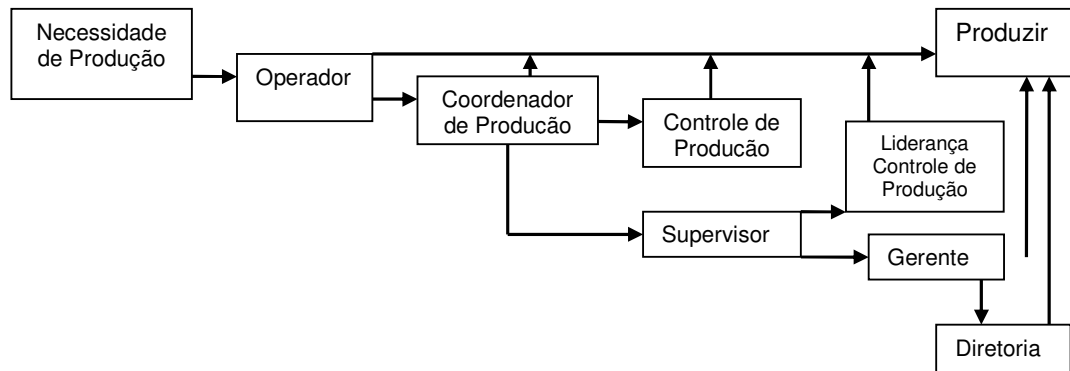 Necessidade
de Produção
Operador
Produzir
Coordenador
de Producão
Controle de
Producão
Liderança
Controle de
Produção
Supervisor
Gerente
Diretoria